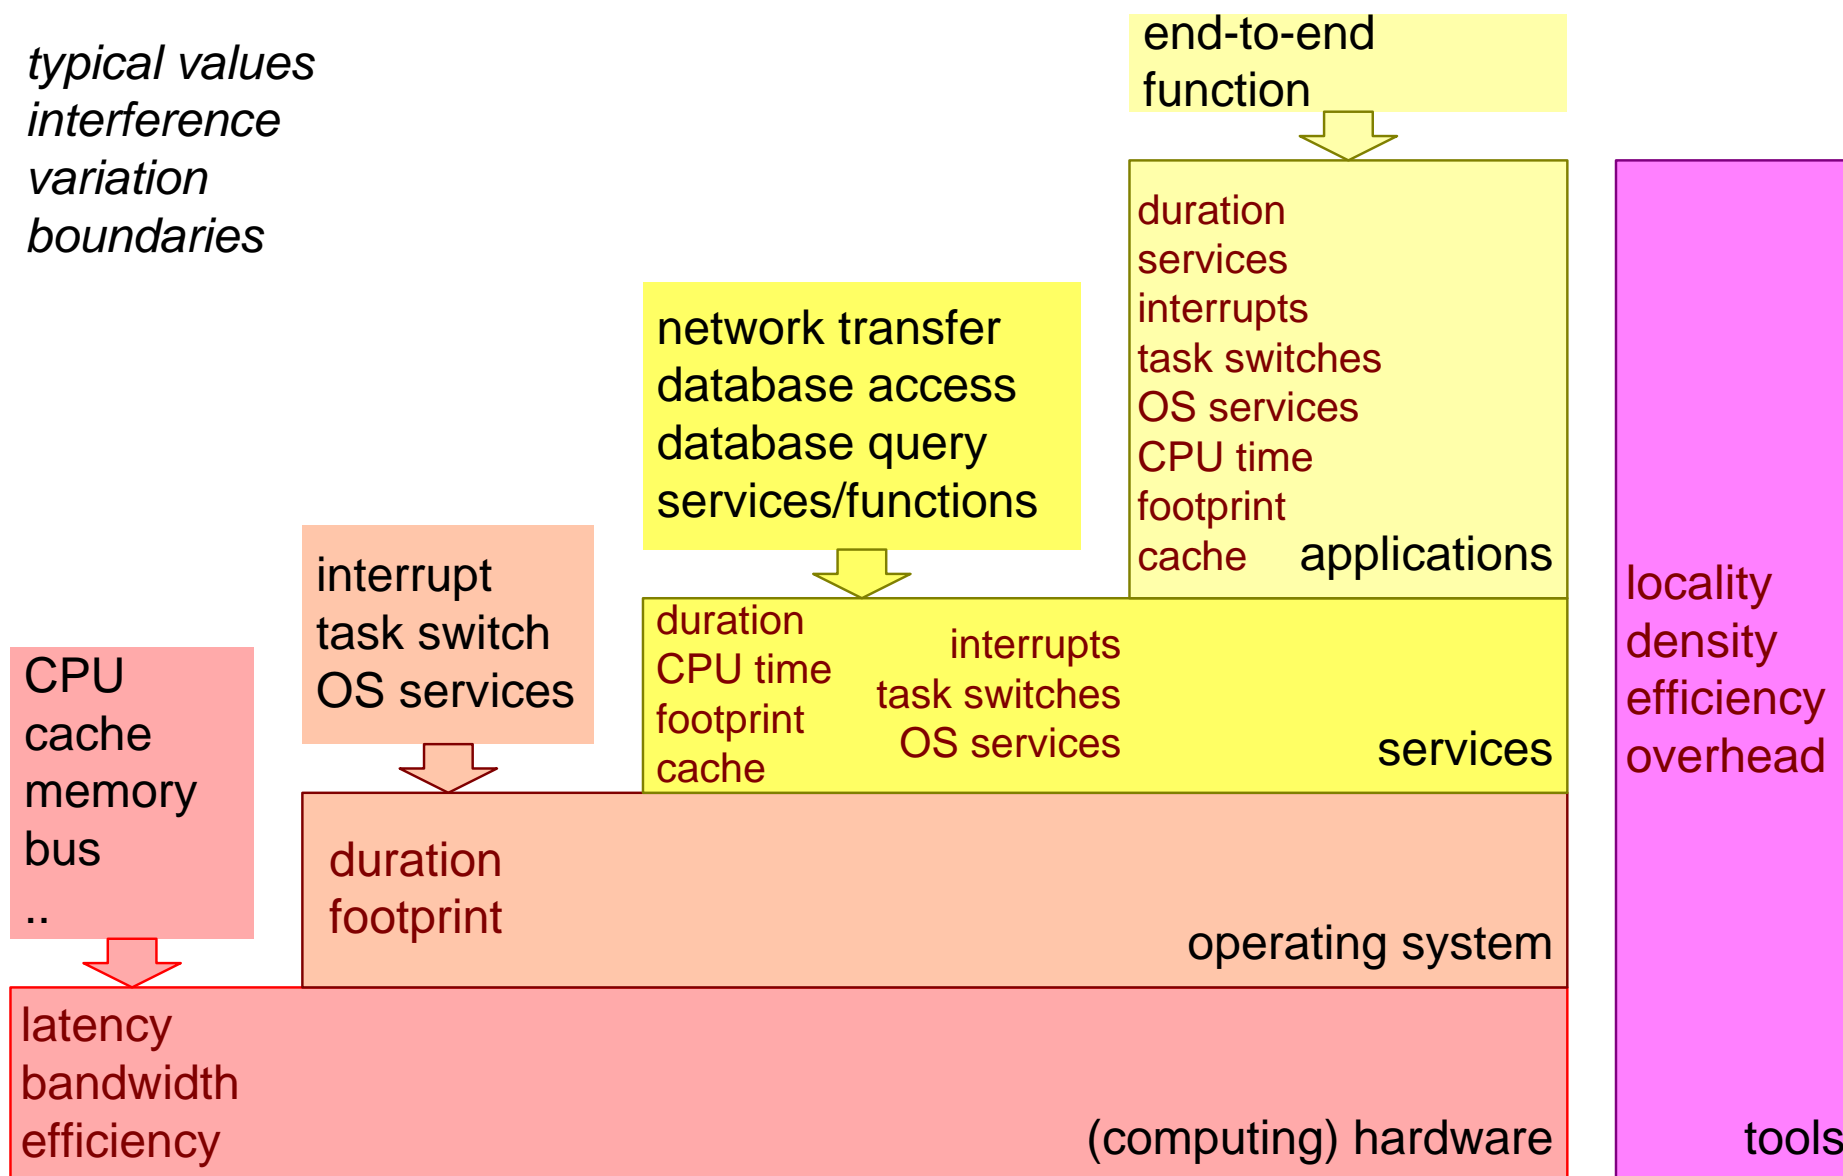 typical values
interference
variation
boundaries
end-to-end
function
duration
services
interrupts
task switches
OS services
CPU time
footprint
cache
applications
network transfer
database access
database query
services/functions
duration
CPU time
footprint
cache
interrupts
task switches
OS services
services
interrupt
task switch
OS services
duration
footprint
operating system
CPU
cache
memory
bus
..
latency
bandwidth
efficiency
(computing) hardware
locality
density
efficiency
overhead
tools